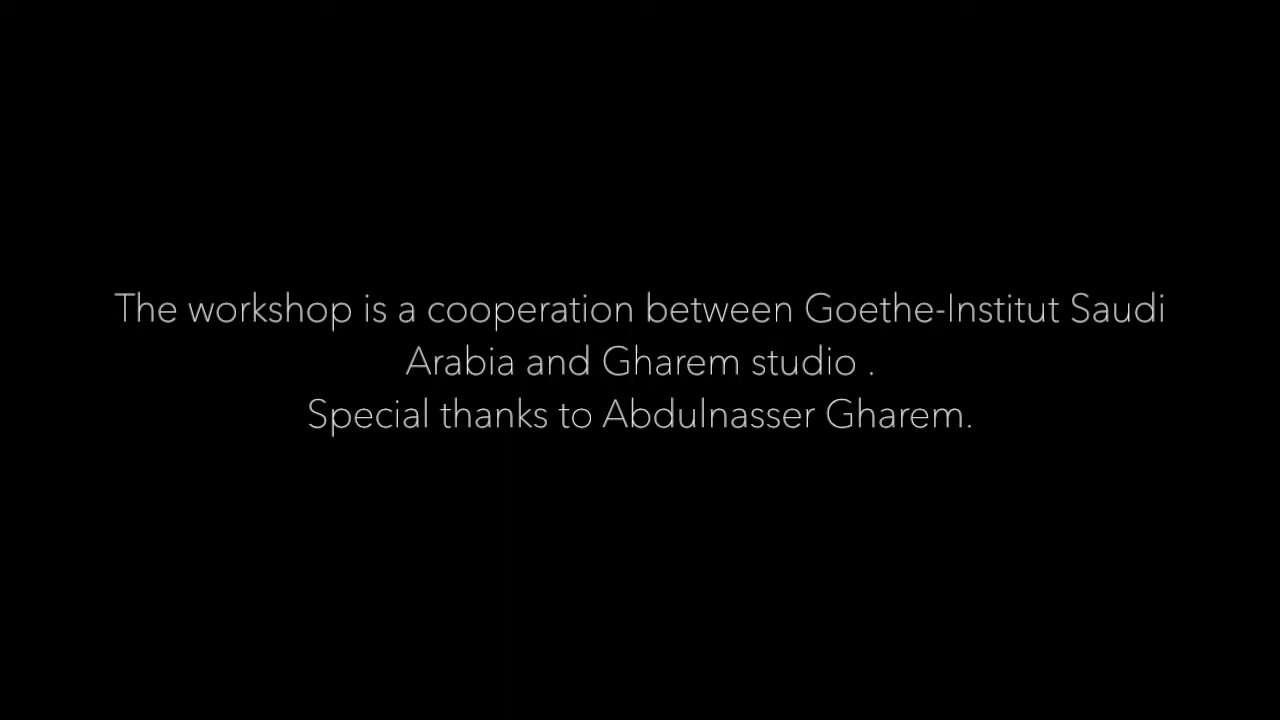 The workshop is a cooperation between Goethe-Institut Saudi
Arabia and Gharem studio .
Special thanks to Abdulnasser Gharem.